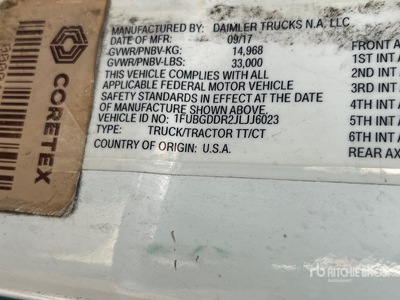 MANUFACTURED BY: DAIMLER TRUCKS N.A. LLC
DATE OF MFR: 09/17
GVWR/PNBV-KG: 14,968
GVWR/PNBV-LBS: 33,000
THIS VEHICLE COMPLIES WITH ALL
APPLICABLE FEDERAL MOTOR VEHICLE
SAFETY STANDARDS IN EFFECT AT THE DATE
OF MANUFACTURE SHOWN ABOVE
VEHICLE ID NO: 1FUBGDDR2JLJJ6023
TYPE: TRUCK/TRACTOR TT/CT
COUNTRY OF ORIGIN: U.S.A.
FRONT A
1ST INT A
2ND INT A
3RD INT A
4TH INT A
5TH INT A
6TH INT A
REAR AX
CORETEX
RITCHIE BROS